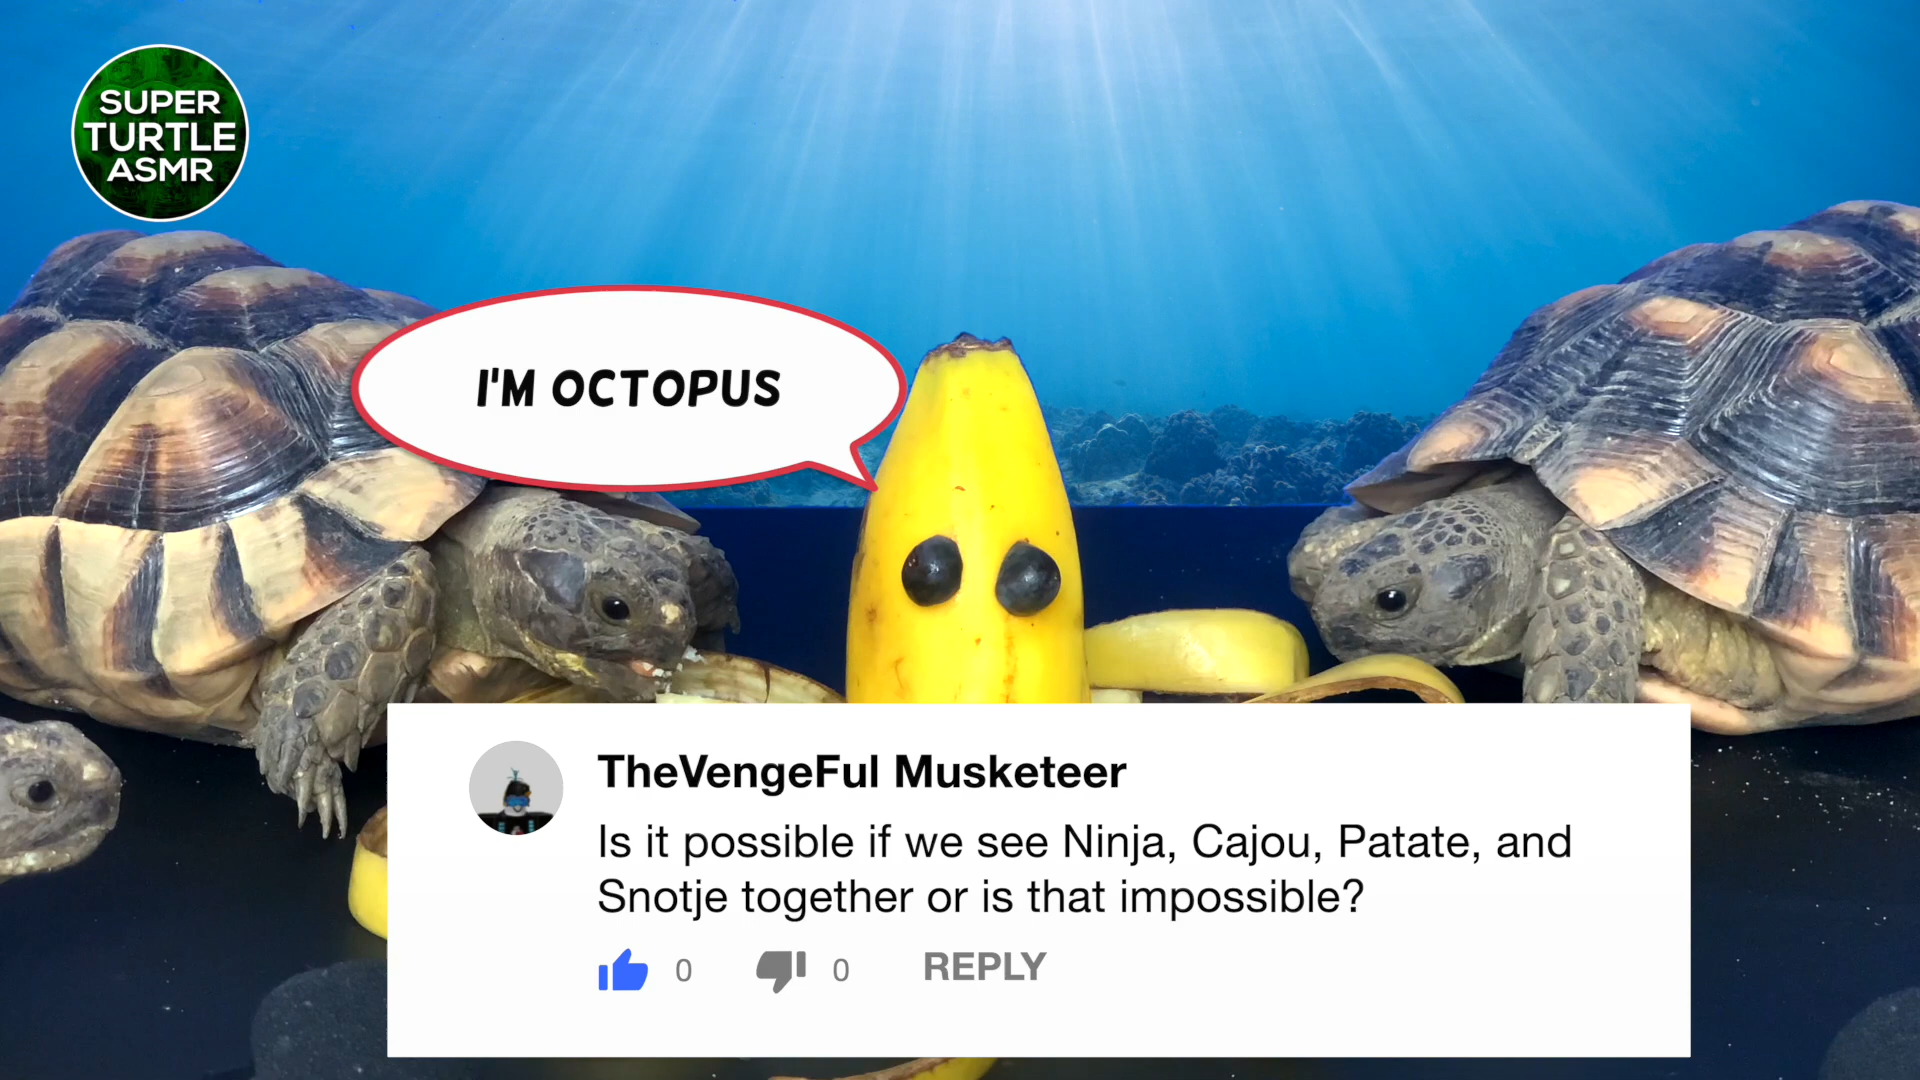 SUPER
TURTLE
ASMR
I'M OCTOPUS
TheVengeFul Musketeer
Is it possible if we see Ninja, Cajou, Patate, and
Snotje together or is that impossible?
0
0
REPLY